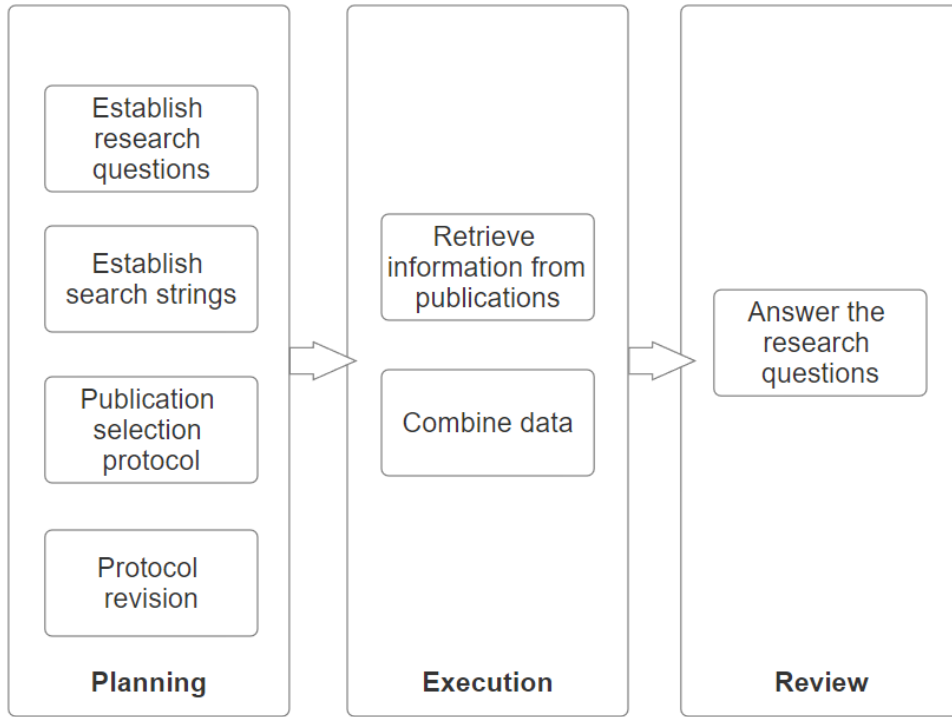 Establish
research
questions
Establish
search strings
Publication
selection
protocol
Protocol
revision
Planning
Retrieve
information from
publications
Combine data
Execution
Answer the
research
questions
Review